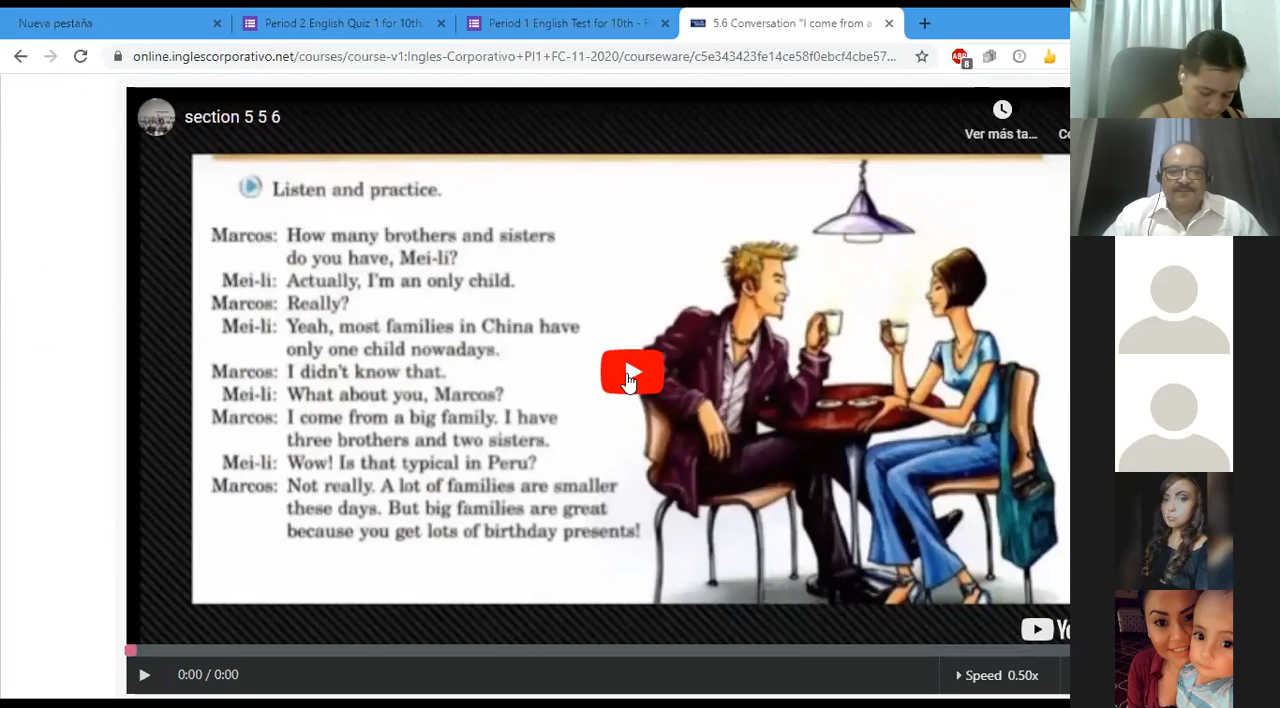 Nueva pestaña
Period 2 English Quiz 1 for 10th
Period 1 English Test for 10th -
5.6 Conversation "I come from a
online.inglescorporativo.net/courses/course-v1:Ingles-Corporativo+PI1+FC-11-2020/courseware/c5e343423fe14ce58f0ebcf4cbe57...
ABP
8
section 5 5 6
Ver más ta...
Listen and practice.
Marcos: How many brothers and sisters
do you have, Mei-li?
Mei-li: Actually, I'm an only child.
Marcos: Really?
Mei-li: Yeah, most families in China have
only one child nowadays.
Marcos: I didn't know that.
Mei-li: What about you, Marcos?
Marcos: I come from a big family. I have
three brothers and two sisters.
Mei-li: Wow! Is that typical in Peru?
Marcos: Not really. A lot of families are smaller
these days. But big families are great
because you get lots of birthday presents!
0:00 / 0:00
Speed 0.50x